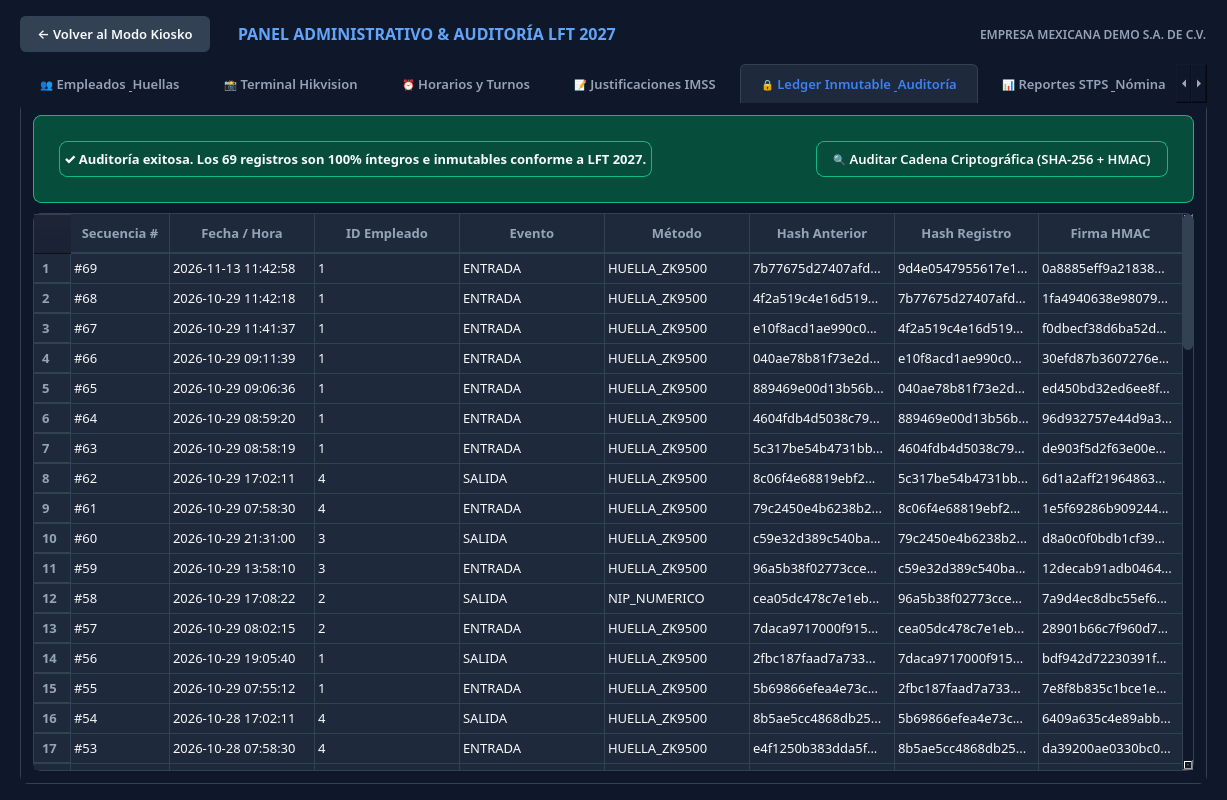 ← Volver al Modo Kiosko
PANEL ADMINISTRATIVO & AUDITORÍA LFT 2027
EMPRESA MEXICANA DEMO S.A. DE C.V.
Empleados _Huellas
Terminal Hikvision
Horarios y Turnos
Justificaciones IMSS
Ledger Inmutable _Auditoría
Reportes STPS _Nómina
✔ Auditoría exitosa. Los 69 registros son 100% íntegros e inmutables conforme a LFT 2027.
Auditar Cadena Criptográfica (SHA-256 + HMAC)
Secuencia # Fecha / Hora ID Empleado Evento Método Hash Anterior Hash Registro Firma HMAC
1 #69 2026-11-13 11:42:58 1 ENTRADA HUELLA_ZK9500 7b77675d27407afd... 9d4e0547955617e1... 0a8885eff9a21838...
2 #68 2026-10-29 11:42:18 1 ENTRADA HUELLA_ZK9500 4f2a519c4e16d519... 7b77675d27407afd... 1fa4940638e98079...
3 #67 2026-10-29 11:41:37 1 ENTRADA HUELLA_ZK9500 e10f8acd1ae990c0... 4f2a519c4e16d519... f0dbecf38d6ba52d...
4 #66 2026-10-29 09:11:39 1 ENTRADA HUELLA_ZK9500 040ae78b81f73e2d... e10f8acd1ae990c0... 30efd87b3607276e...
5 #65 2026-10-29 09:06:36 1 ENTRADA HUELLA_ZK9500 889469e00d13b56b... 040ae78b81f73e2d... ed450bd32ed6ee8f...
6 #64 2026-10-29 08:59:20 1 ENTRADA HUELLA_ZK9500 4604fdb4d5038c79... 889469e00d13b56b... 96d932757e44d9a3...
7 #63 2026-10-29 08:58:19 1 ENTRADA HUELLA_ZK9500 5c317be54b4731bb... 4604fdb4d5038c79... de903f5d2f63e00e...
8 #62 2026-10-29 17:02:11 4 SALIDA HUELLA_ZK9500 8c06f4e68819ebf2... 5c317be54b4731bb... 6d1a2aff21964863...
9 #61 2026-10-29 07:58:30 4 ENTRADA HUELLA_ZK9500 79c2450e4b6238b2... 8c06f4e68819ebf2... 1e5f69286b909244...
10 #60 2026-10-29 21:31:00 3 SALIDA HUELLA_ZK9500 c59e32d389c540ba... 79c2450e4b6238b2... d8a0c0f0bdb1cf39...
11 #59 2026-10-29 13:58:10 3 ENTRADA HUELLA_ZK9500 96a5b38f02773cce... c59e32d389c540ba... 12decab91adb0464...
12 #58 2026-10-29 17:08:22 2 SALIDA NIP_NUMERICO cea05dc478c7e1eb... 96a5b38f02773cce... 7a9d4ec8dbc55ef6...
13 #57 2026-10-29 08:02:15 2 ENTRADA HUELLA_ZK9500 7daca9717000f915... cea05dc478c7e1eb... 28901b66c7f960d7...
14 #56 2026-10-29 19:05:40 1 SALIDA HUELLA_ZK9500 2fbc187faad7a733... 7daca9717000f915... bdf942d72230391f...
15 #55 2026-10-29 07:55:12 1 ENTRADA HUELLA_ZK9500 5b69866efea4e73c... 2fbc187faad7a733... 7e8f8b835c1bce1e...
16 #54 2026-10-28 17:02:11 4 SALIDA HUELLA_ZK9500 8b5ae5cc4868db25... 5b69866efea4e73c... 6409a635c4e89abb...
17 #53 2026-10-28 07:58:30 4 ENTRADA HUELLA_ZK9500 e4f1250b383dda5f... 8b5ae5cc4868db25... da39200ae0330bc0...